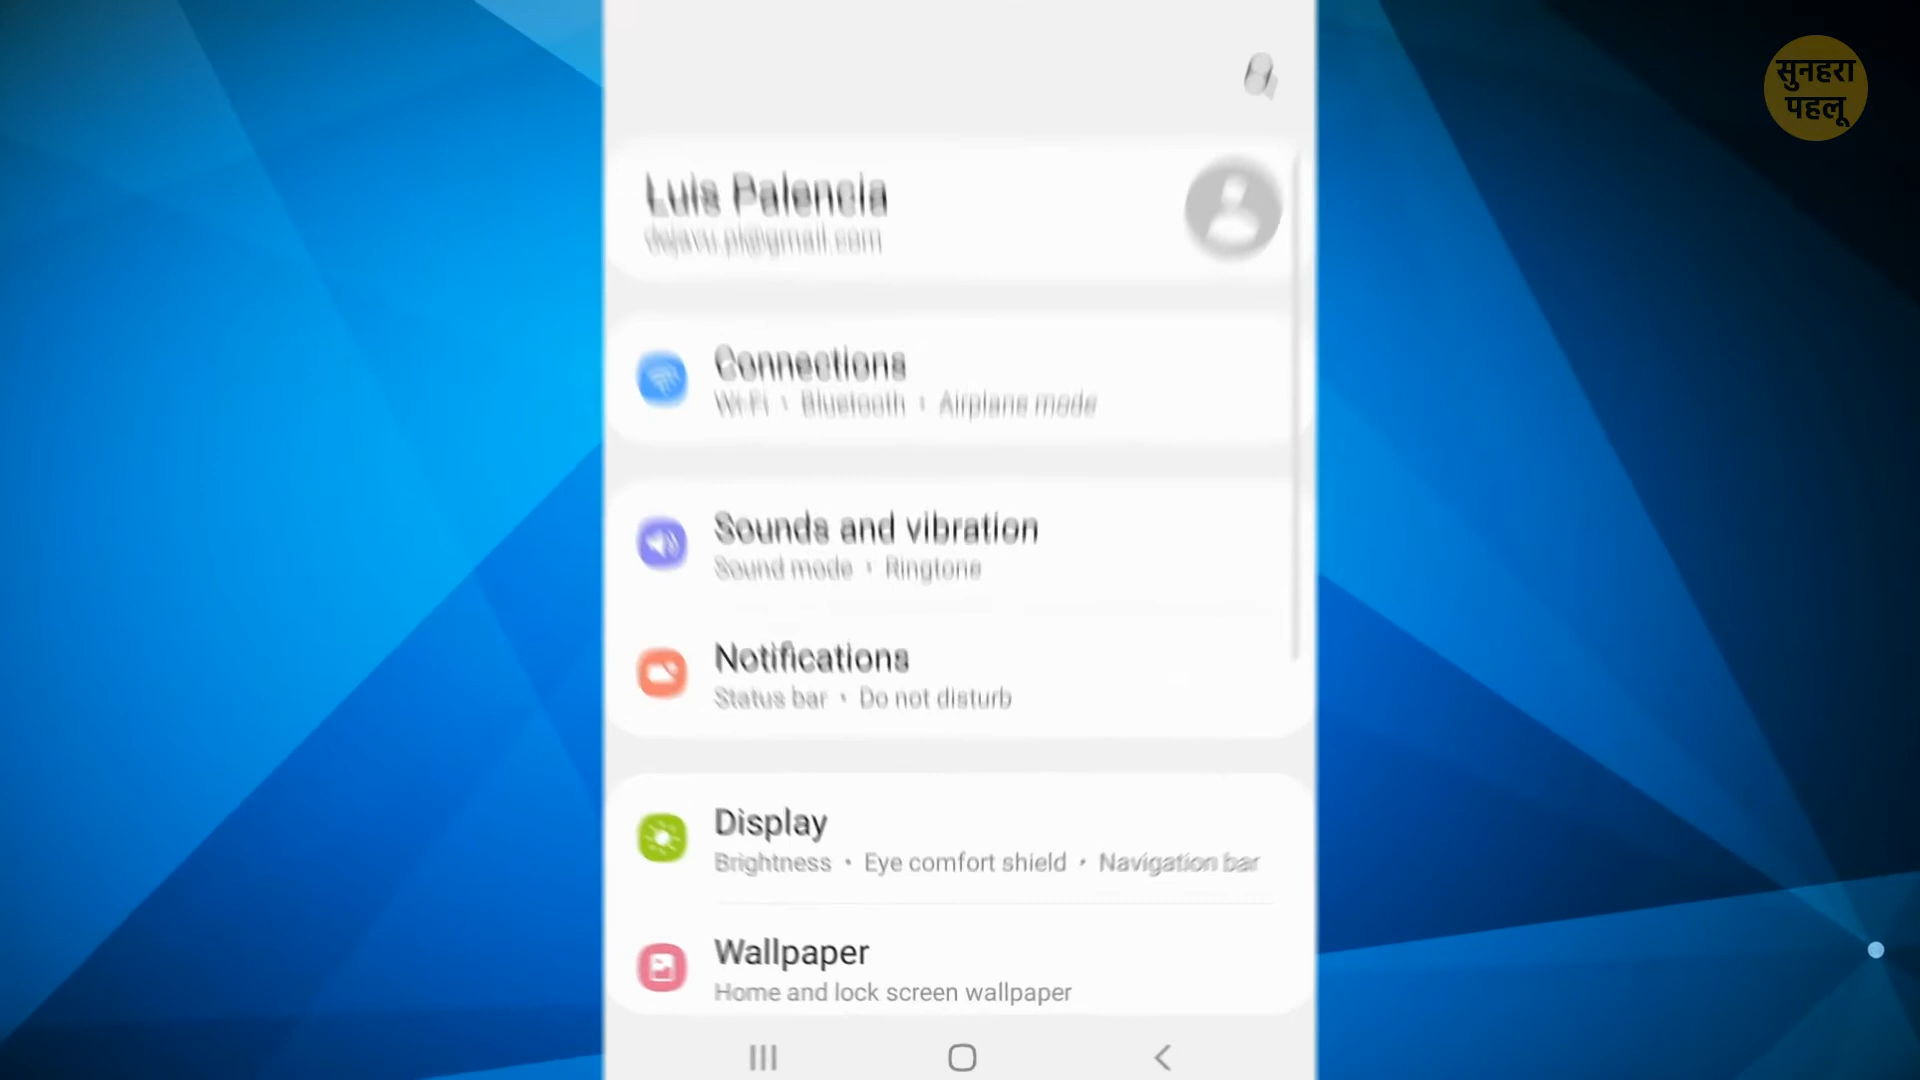 सुनहरा
पहलू
Luis Palencia
Connections
Wi-Fi • Bluetooth • Airplane mode
Sounds and vibration
Sound mode • Ringtone
Notifications
Status bar • Do not disturb
Display
Brightness • Eye comfort shield • Navigation bar
Wallpaper
Home and lock screen wallpaper